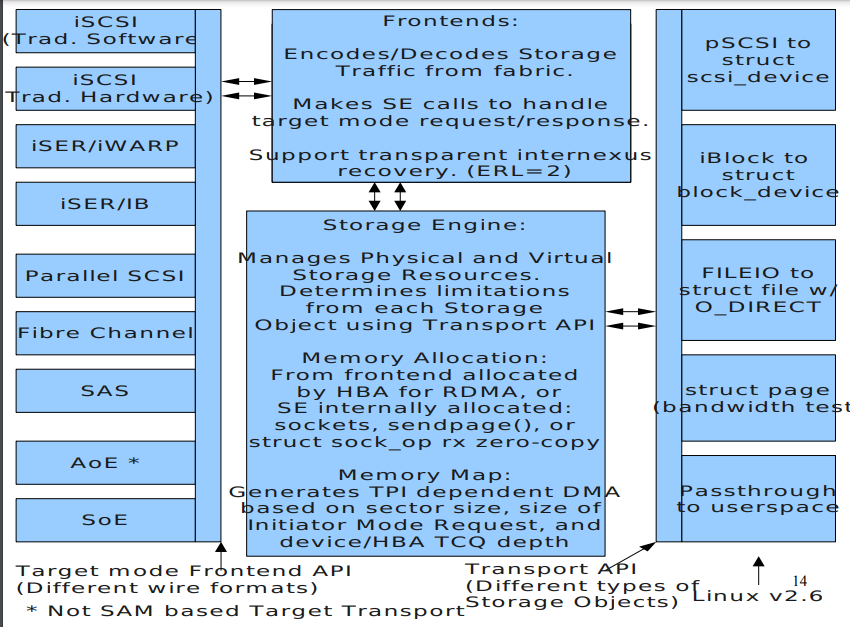 iSCSI
(Trad. Software
iSCSI
Trad. Hardware)
iSER/iWARP
iSER/IB
Parallel SCSI
Fibre Channel
SAS
AoE *
SoE
Frontends:
Encodes/Decodes Storage
Traffic from fabric.
Makes SE calls to handle
target mode request/response.
Support transparent internexus
recovery. (ERL=2)
Storage Engine:
Manages Physical and Virtual
Storage Resources.
Determines limitations
from each Storage
Object using Transport API
Memory Allocation:
From frontend allocated
by HBA for RDMA, or
SE internally allocated:
sockets, sendpage(), or
struct sock_op rx zero-copy
Memory Map:
Generates TPI dependent DMA
based on sector size, size of
Initiator Mode Request, and
device/HBA TCQ depth
pSCSI to
struct
scsi_device
iBlock to
struct
block_device
FILEIO to
struct file w/
O_DIRECT
struct page
(bandwidth test
Passthrough
to userspace
Target mode Frontend API
(Different wire formats)
* Not SAM based Target Transport
Transport API
(Different types of
Storage Objects)
Linux v2.6
14